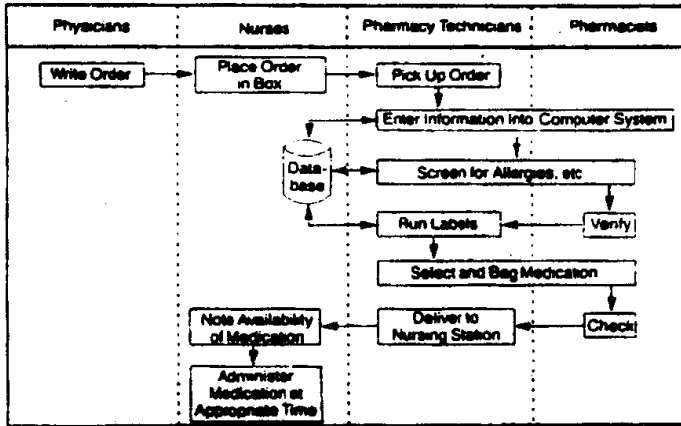 Physicians
Nurses
Pharmacy Technicians
Pharmacists
Write Order
Place Order
in Box
Pick Up Order
Enter Information Into Computer System
Data-
base
Screen for Allergies, etc
Run Labels
Verify
Select and Bag Medication
Note Availability
of Medication
Deliver to
Nursing Station
Check
Administer
Medication at
Appropriate Time